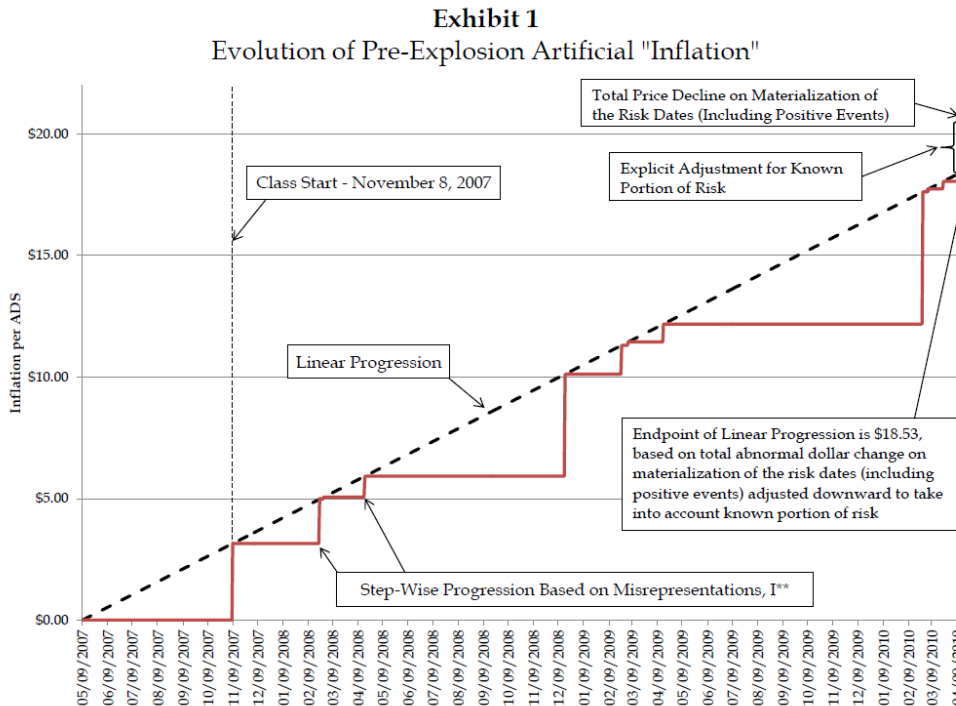 Exhibit 1
Evolution of Pre-Explosion Artificial "Inflation"
Total Price Decline on Materialization of
the Risk Dates (Including Positive Events)
$20.00
Explicit Adjustment for Known
Portion of Risk
Class Start - November 8, 2007
$15.00
Inflation per ADS
Linear Progression
$10.00
Endpoint of Linear Progression is $18.53,
based on total abnormal dollar change on
materialization of the risk dates (including
positive events) adjusted downward to take
into account known portion of risk
$5.00
Step-Wise Progression Based on Misrepresentations, I**
$0.00
05/09/2007
06/09/2007
07/09/2007
08/09/2007
09/09/2007
10/09/2007
11/09/2007
12/09/2007
01/09/2008
02/09/2008
03/09/2008
04/09/2008
05/09/2008
06/09/2008
07/09/2008
08/09/2008
09/09/2008
10/09/2008
11/09/2008
12/09/2008
01/09/2009
02/09/2009
03/09/2009
04/09/2009
05/09/2009
06/09/2009
07/09/2009
08/09/2009
09/09/2009
10/09/2009
11/09/2009
12/09/2009
01/09/2010
02/09/2010
03/09/2010